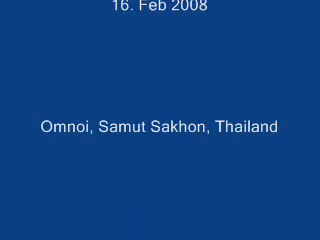 16. Feb 2008
Omnoi, Samut Sakhon, Thailand